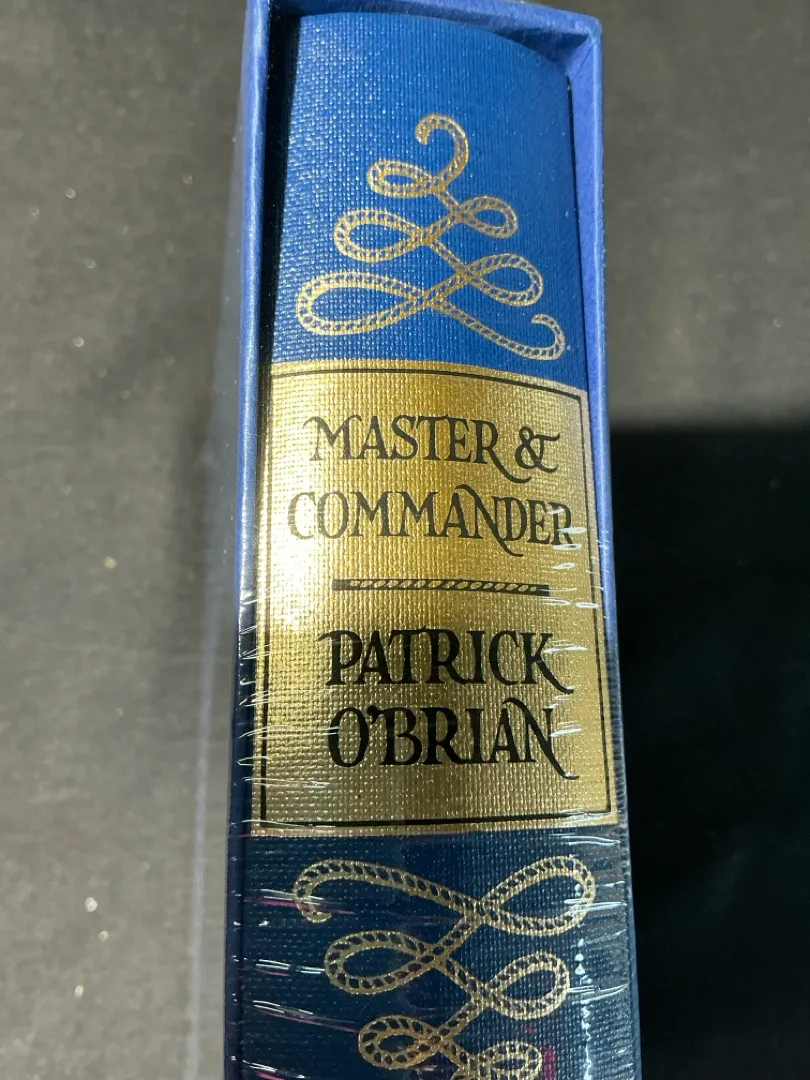 MASTER &
COMMANDER
PATRICK
O'BRIAN